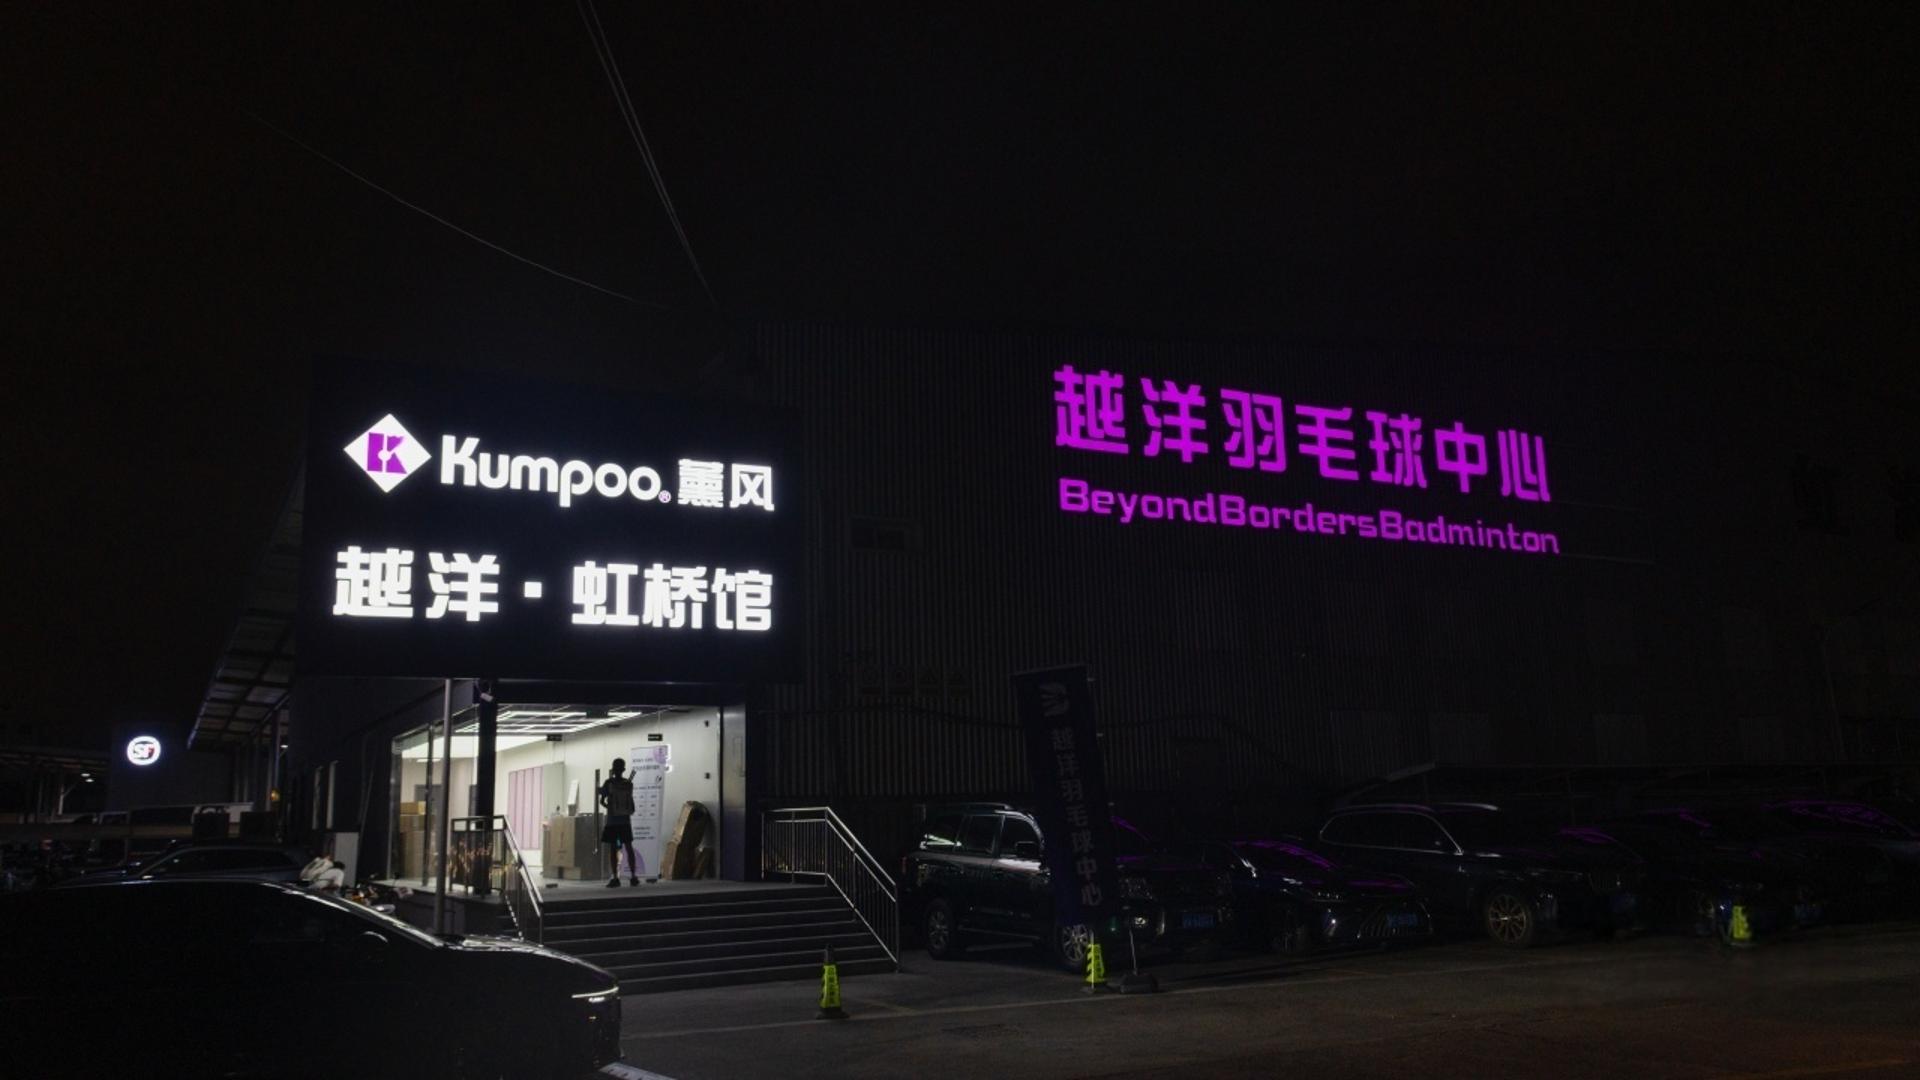 Kumpoo® 薰风
越洋·虹桥馆
越洋羽毛球中心
BeyondBordersBadminton
SF
越洋羽毛球中心